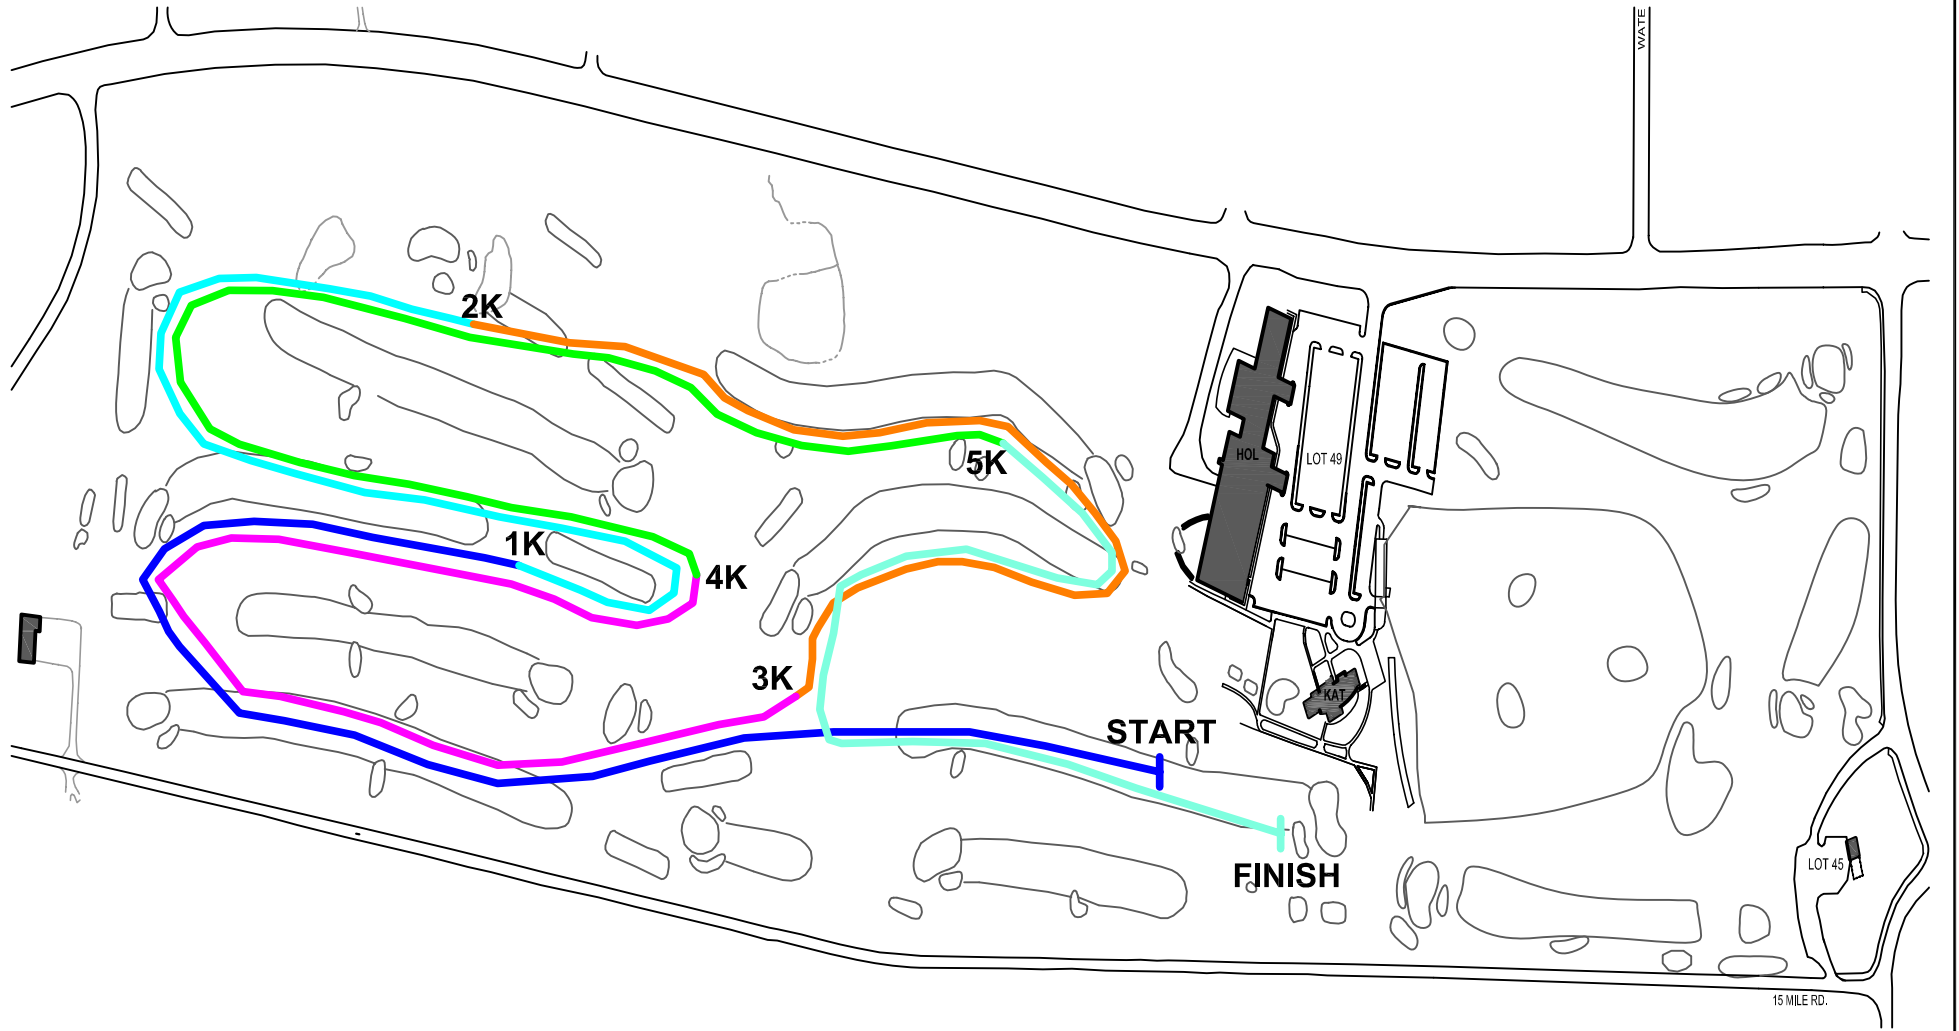 WATE
2K
HOL
LOT 49
5K
1K
4K
3K
KAT
START
FINISH
LOT 45
15 MILE RD.